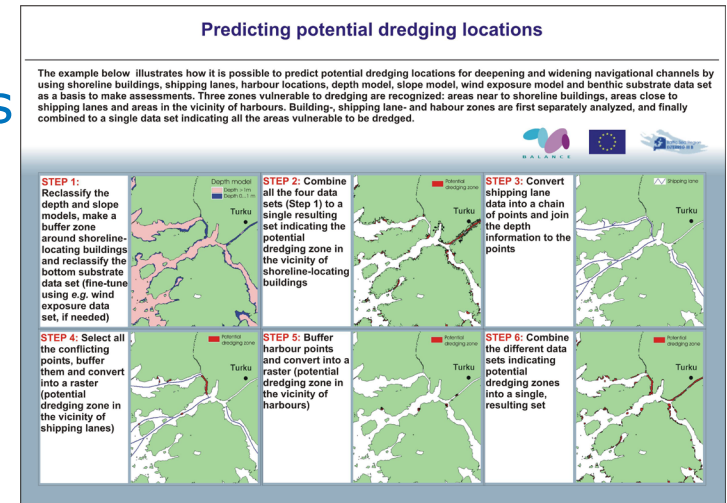 s
Predicting potential dredging locations
The example below illustrates how it is possible to predict potential dredging locations for deepening and widening navigational channels by
using shoreline buildings, shipping lanes, harbour locations, depth model, slope model, wind exposure model and benthic substrate data set
as a basis to make assessments. Three zones vulnerable to dredging are recognized: areas near to shoreline buildings, areas close to
shipping lanes and areas in the vicinity of harbours. Building-, shipping lane- and habour zones are first separately analyzed, and finally
combined to a single data set indicating all the areas vulnerable to be dredged.
BALANCE
STEP 1:
Reclassify the
depth and slope
models, make a
buffer zone
around shoreline-
locating buildings
and reclassify the
bottom substrate
data set (fine-tune
using e.g. wind
exposure data
set, if needed)
Depth model
Depth > 1m
Depth 0...1 m
Turku
STEP 2: Combine
all the four data
sets (Step 1) to a
single resulting
set indicating the
potential
dredging zone in
the vicinity of
shoreline-locating
buildings
Potential
dredging zone
Turku
STEP 3: Convert
shipping lane
data into a chain
of points and join
the depth
information to the
points
Shipping lane
Turku
STEP 4: Select all
the conflicting
points, buffer
them and convert
into a raster
(potential
dredging zone in
the vicinity of
shipping lanes)
Potential
dredging zone
Turku
STEP 5: Buffer
harbour points
and convert into a
raster (potential
dredging zone in
the vicinity of
harbours)
Potential
dredging zone
Turku
STEP 6: Combine
the different data
sets indicating
potential
dredging zones
into a single,
resulting set
Potential
dredging zone
Turku